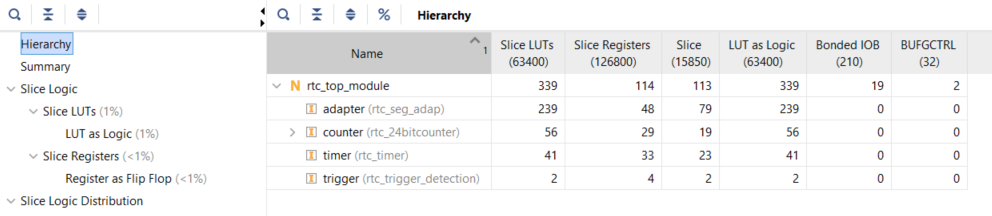 Hierarchy
Summary
Slice Logic
Slice LUTs (1%)
LUT as Logic (1%)
Slice Registers (<1%)
Register as Flip Flop (<1%)
Slice Logic Distribution
% Hierarchy
Name 1 Slice LUTs (63400) Slice Registers (126800) Slice (15850) LUT as Logic (63400) Bonded IOB (210) BUFGCTRL (32)
N rtc_top_module 339 114 113 339 19 2
I adapter (rtc_seg_adap) 239 48 79 239 0 0
I counter (rtc_24bitcounter) 56 29 19 56 0 0
I timer (rtc_timer) 41 33 23 41 0 0
I trigger (rtc_trigger_detection) 2 4 2 2 0 0